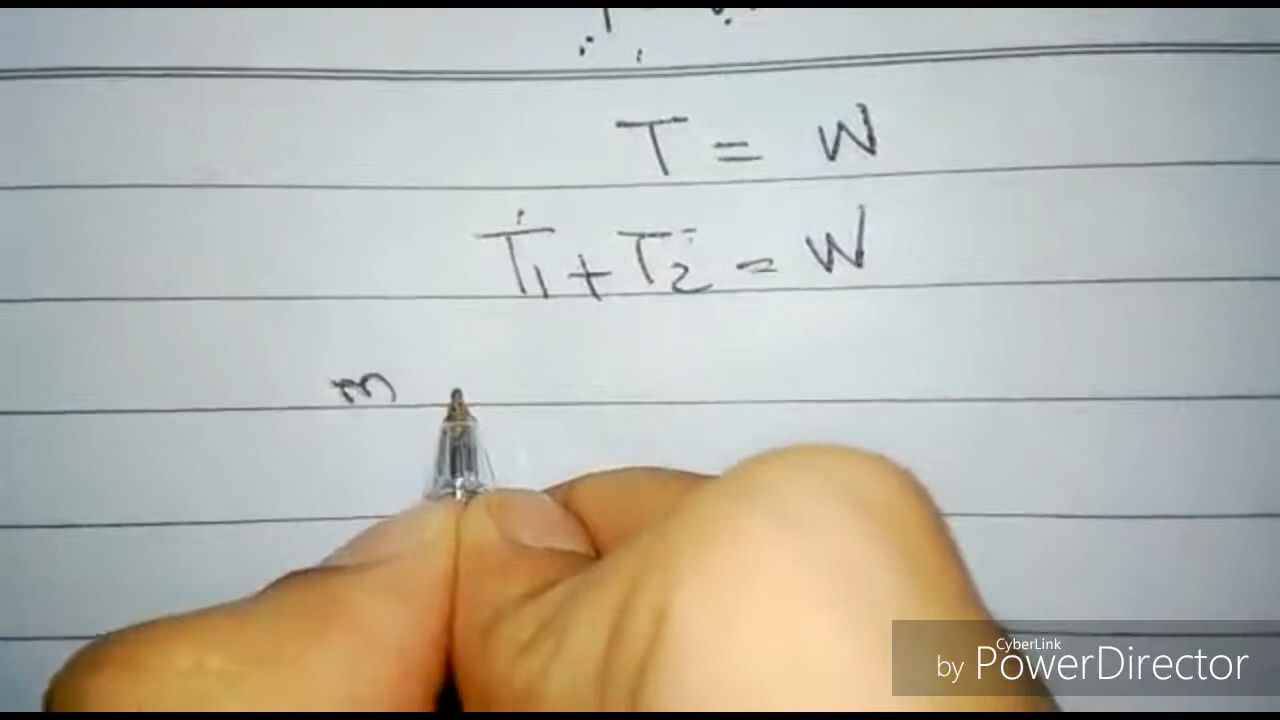 T = W
T1 + T2 = W
m
CyberLink
by PowerDirector